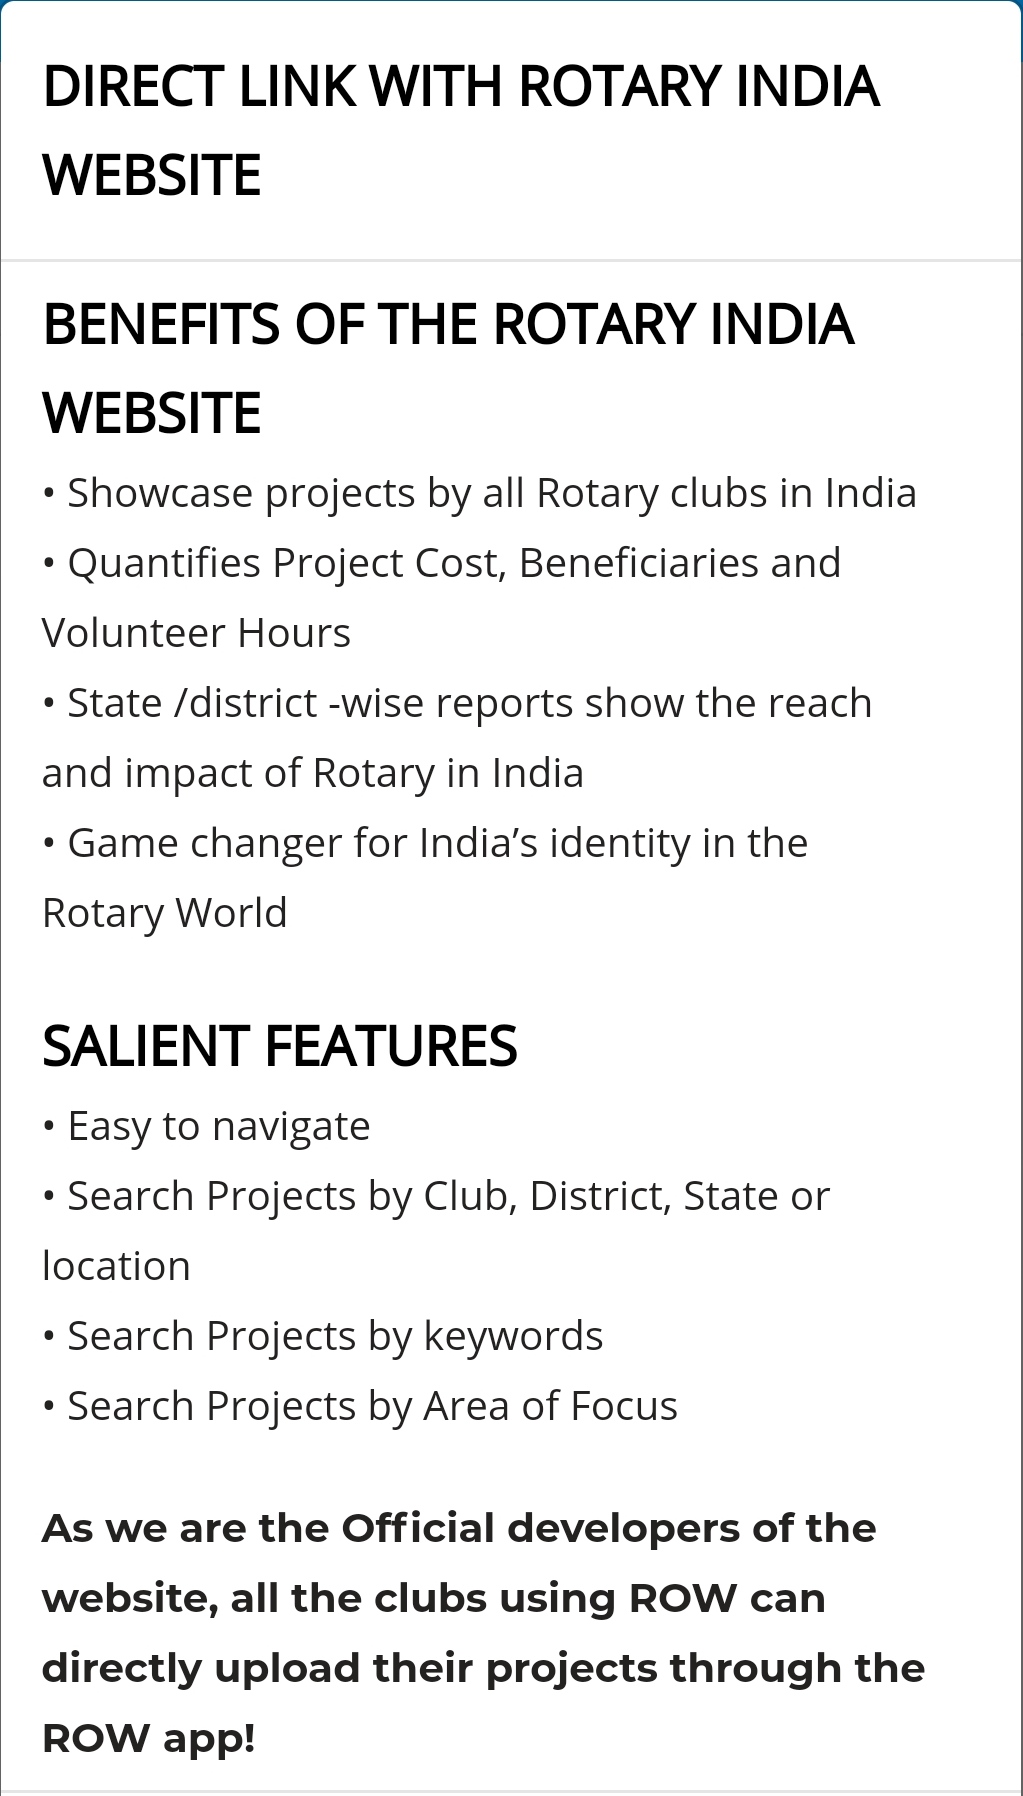 DIRECT LINK WITH ROTARY INDIA
WEBSITE
BENEFITS OF THE ROTARY INDIA
WEBSITE
• Showcase projects by all Rotary clubs in India
• Quantifies Project Cost, Beneficiaries and
Volunteer Hours
• State /district -wise reports show the reach
and impact of Rotary in India
• Game changer for India’s identity in the
Rotary World
SALIENT FEATURES
• Easy to navigate
• Search Projects by Club, District, State or
location
• Search Projects by keywords
• Search Projects by Area of Focus
As we are the Official developers of the
website, all the clubs using ROW can
directly upload their projects through the
ROW app!